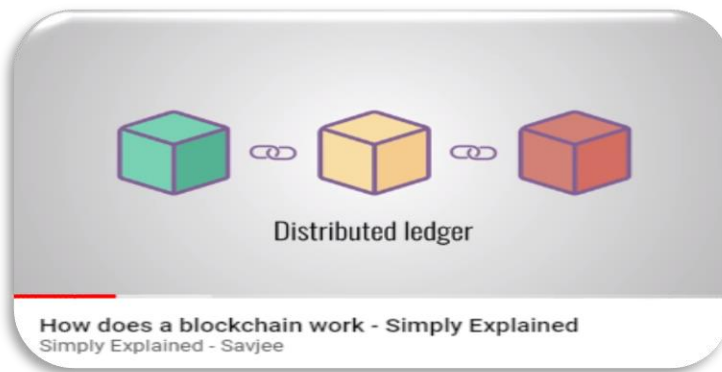 Distributed ledger
How does a blockchain work - Simply Explained
Simply Explained - Savjee